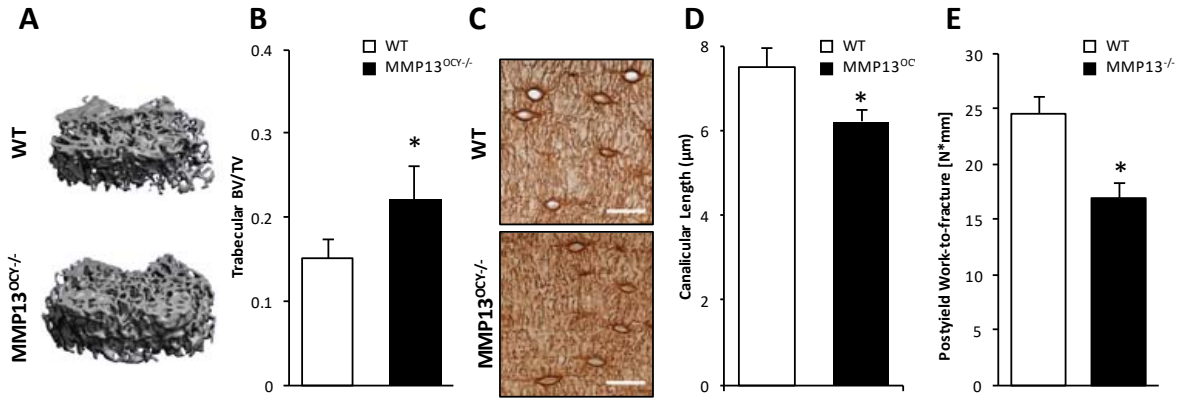 A
WT
MMP13OCY-/-
B
WT
MMP13OCY-/-
0.4
0.3
0.2
0.1
0
Trabecular BV/TV
*
C
WT
MMP13OCY-/-
D
WT
MMP13OC
8
6
4
2
0
Canalicular Length (µm)
*
E
WT
MMP13-/-
30
25
20
15
10
5
0
Postyield Work-to-fracture [N*mm]
*